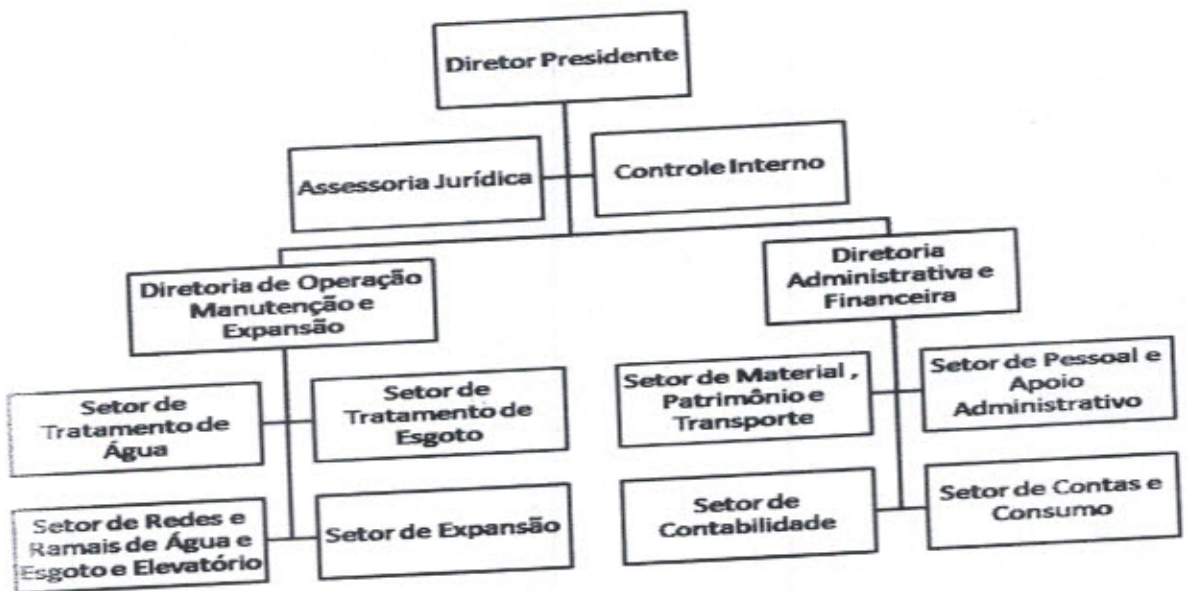 Diretor Presidente
Assessoria Jurídica
Controle Interno
Diretoria de Operação
Manutenção e
Expansão
Diretoria
Administrativa e
Financeira
Setor de
Tratamento de
Água
Setor de
Tratamento de
Esgoto
Setor de Redes e
Ramais de Água e
Esgoto e Elevatório
Setor de Expansão
Setor de Material ,
Patrimônio e
Transporte
Setor de Pessoal e
Apoio
Administrativo
Setor de
Contabilidade
Setor de Contas e
Consumo